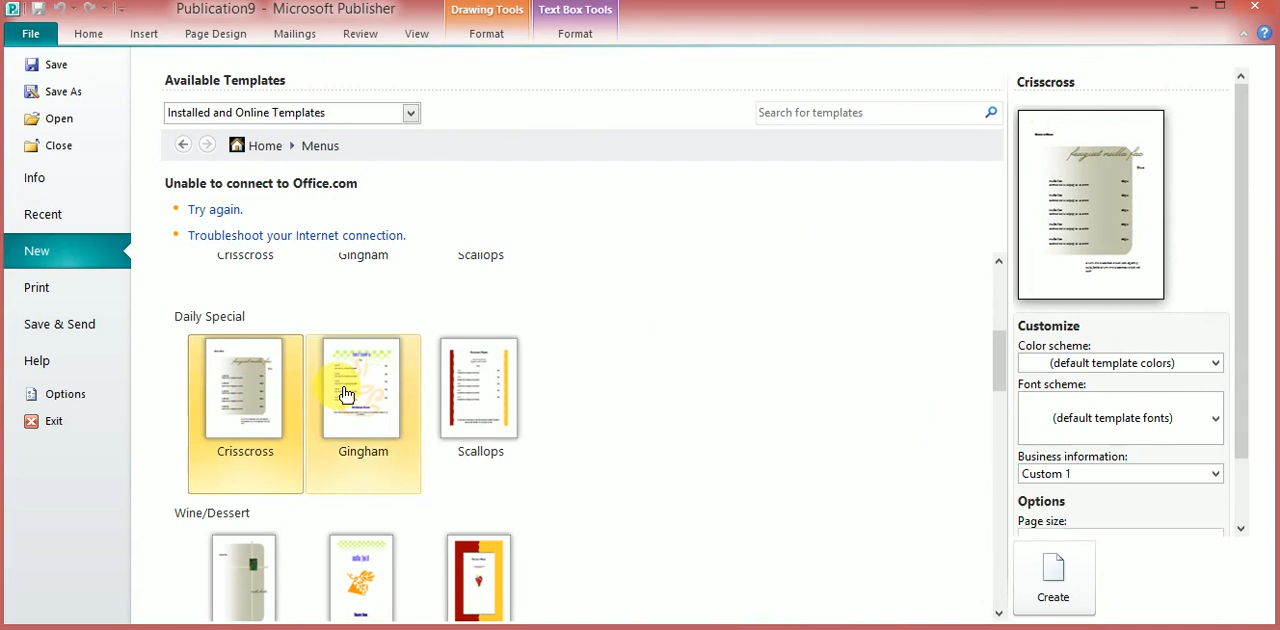 Publication9 - Microsoft Publisher
Drawing Tools
Text Box Tools
File
Home
Insert
Page Design
Mailings
Review
View
Format
Format
Save
Save As
Open
Close
Info
Recent
New
Print
Save & Send
Help
Options
Exit
Available Templates
Installed and Online Templates
Search for templates
Home
Menus
Unable to connect to Office.com
Try again.
Troubleshoot your Internet connection.
Crisscross
Gingham
Scallops
Daily Special
Crisscross
Gingham
Scallops
Wine/Dessert
Crisscross
Customize
Color scheme:
(default template colors)
Font scheme:
(default template fonts)
Business information:
Custom 1
Options
Page size:
Create